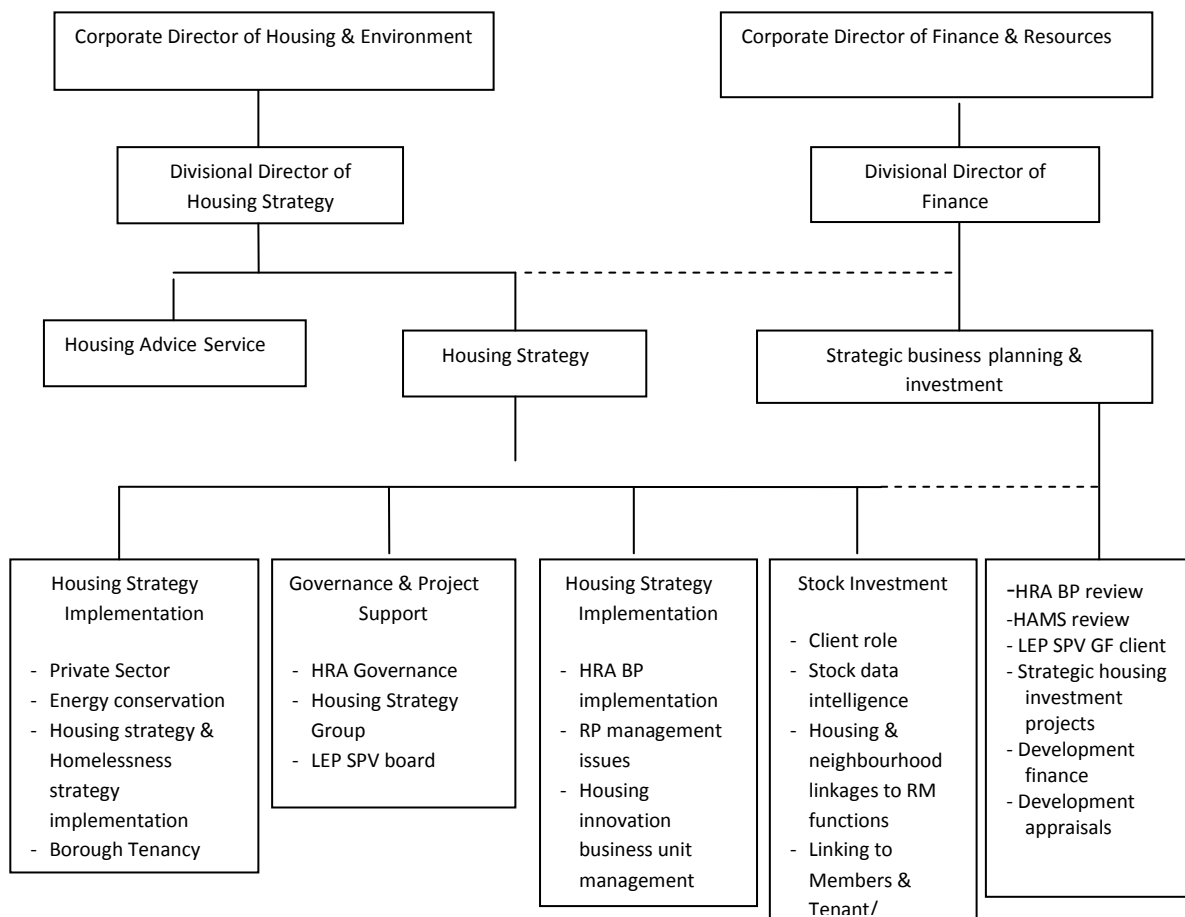 Corporate Director of Housing & Environment
Corporate Director of Finance & Resources
Divisional Director of
Housing Strategy
Divisional Director of
Finance
Housing Advice Service
Housing Strategy
Strategic business planning &
investment
Housing Strategy
Implementation
- Private Sector
- Energy conservation
- Housing strategy &
Homelessness
strategy
implementation
- Borough Tenancy
Governance & Project
Support
- HRA Governance
- Housing Strategy
Group
- LEP SPV board
Housing Strategy
Implementation
- HRA BP
implementation
- RP management
issues
- Housing
innovation
business unit
management
Stock Investment
- Client role
- Stock data
intelligence
- Housing &
neighbourhood
linkages to RM
functions
- Linking to
Members &
Tenant/
-HRA BP review
-HAMS review
- LEP SPV GF client
- Strategic housing
investment
projects
- Development
finance
- Development
appraisals